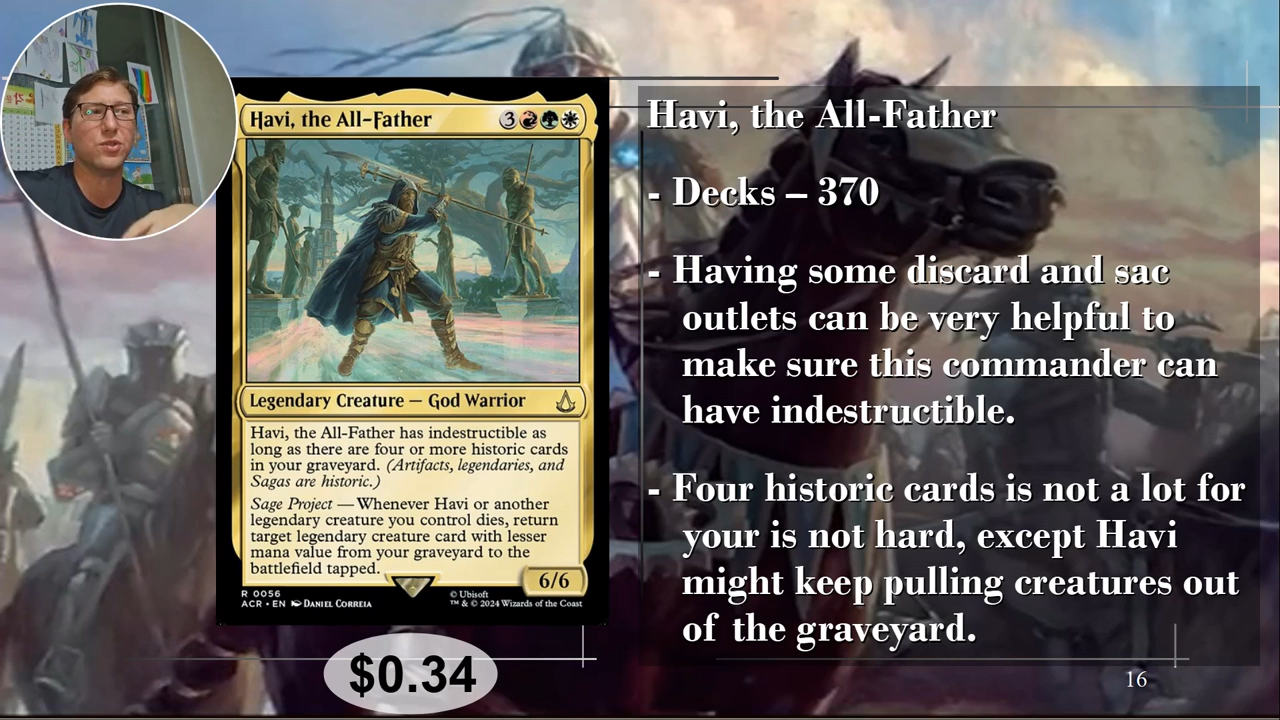 Havi, the All-Father 3
Legendary Creature — God Warrior
Havi, the All-Father has indestructible as
long as there are four or more historic cards
in your graveyard. (Artifacts, legendaries, and
Sagas are historic.)
Sage Project — Whenever Havi or another
legendary creature you control dies, return
target legendary creature card with lesser
mana value from your graveyard to the
battlefield tapped.
6/6
R 0056
ACR • EN DANIEL CORREIA
© Ubisoft
™ & © 2024 Wizards of the Coast
$0.34
Havi, the All-Father
- Decks – 370
- Having some discard and sac
outlets can be very helpful to
make sure this commander can
have indestructible.
- Four historic cards is not a lot for
your is not hard, except Havi
might keep pulling creatures out
of the graveyard.
16